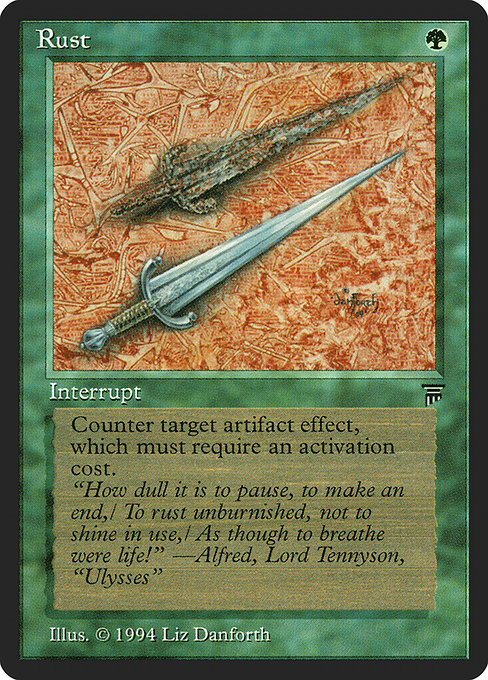 Rust
Danforth
Interrupt
Counter target artifact effect,
which must require an activation
cost.
“How dull it is to pause, to make an
end,/ To rust unburnished, not to
shine in use,/ As though to breathe
were life!” —Alfred, Lord Tennyson,
“Ulysses”
Illus. © 1994 Liz Danforth